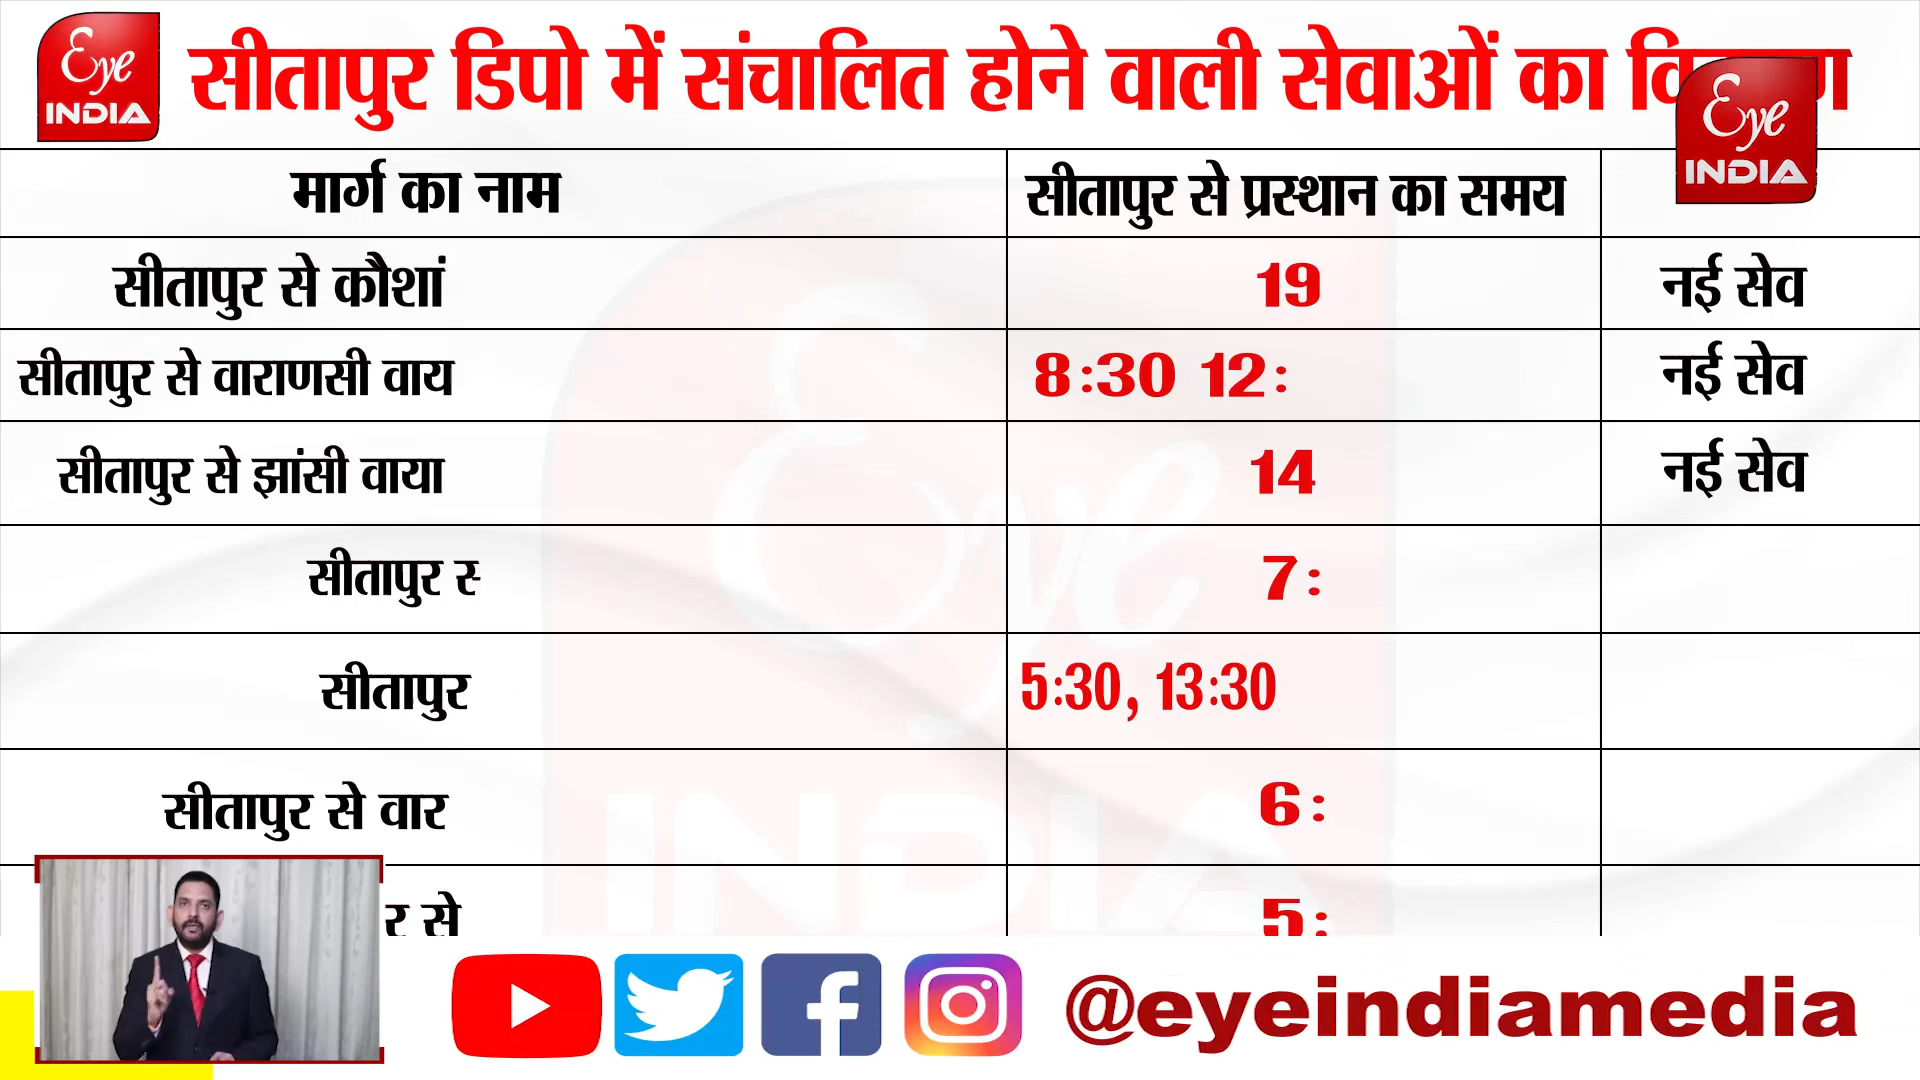 Eye
INDIA
सीतापुर डिपो में संचालित होने वाली सेवाओं का
Eye
INDIA
मार्ग का नाम
सीतापुर से प्रस्थान का समय
सीतापुर से कौशां
19
नई सेव
सीतापुर से वाराणसी वाय
8:30 12:
नई सेव
सीतापुर से झांसी वाया
14
नई सेव
सीतापुर स
7:
सीतापुर
5:30, 13:30
सीतापुर से वार
6:
र से
5:
@eyeindiamedia